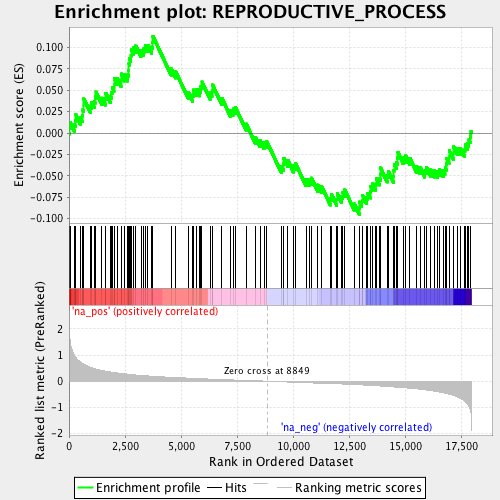 Enrichment plot: REPRODUCTIVE_PROCESS
Enrichment score (ES)
0.100
0.075
0.050
0.025
0.000
-0.025
-0.050
-0.075
-0.100
'na_pos' (positively correlated)
Ranked list metric (PreRanked)
2
1
0
-1
-2
Zero cross at 8849
'na_neg' (negatively correlated)
0 2,500 5,000 7,500 10,000 12,500 15,000 17,500
Rank in Ordered Dataset
Enrichment profile Hits Ranking metric scores